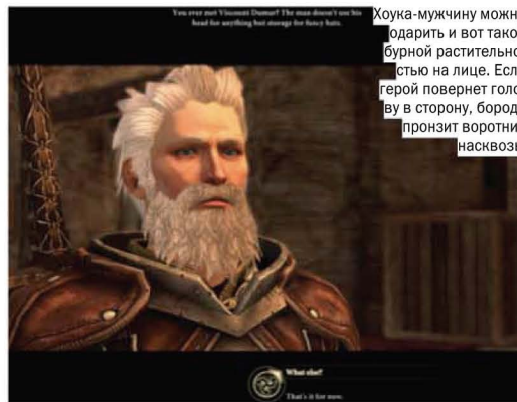 You ever met Viscount Dumar? The man doesn't use his
head for anything but storage for fancy hats.
Хоука-мужчину можн
одарить и вот тако
бурной растительно
стью на лице. Есл
герой повернет голо
ву в сторону, бород
пронзит воротни
насквозь
What else?
That's it for now.